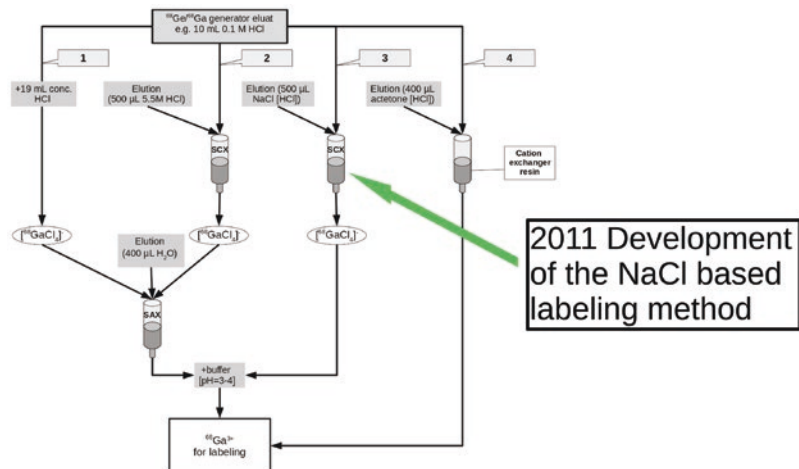 ⁶⁸Ge/⁶⁸Ga generator eluat
e.g. 10 mL 0.1 M HCl
1
2
3
4
+19 mL conc.
HCl
Elution
(500 µL 5.5M HCl)
Elution (500 µL
NaCl [HCl])
Elution (400 µL
actetone [HCl])
SCX
SCX
Cation
exchanger
resin
[⁶⁸GaCl₄]⁻
Elution
(400 µL H₂O)
[⁶⁸GaCl₄]⁻
[⁶⁸GaCl₄]⁻
2011 Development
of the NaCl based
labeling method
SAX
+buffer
[pH=3-4]
⁶⁸Ga³⁺
for labeling